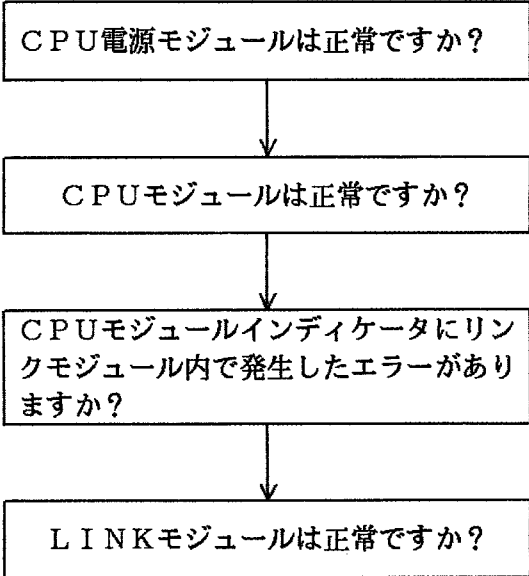 CPU電源モジュールは正常ですか?
CPUモジュールは正常ですか?
CPUモジュールインディケータにリン
クモジュール内で発生したエラーがあり
ますか?
LINKモジュールは正常ですか?